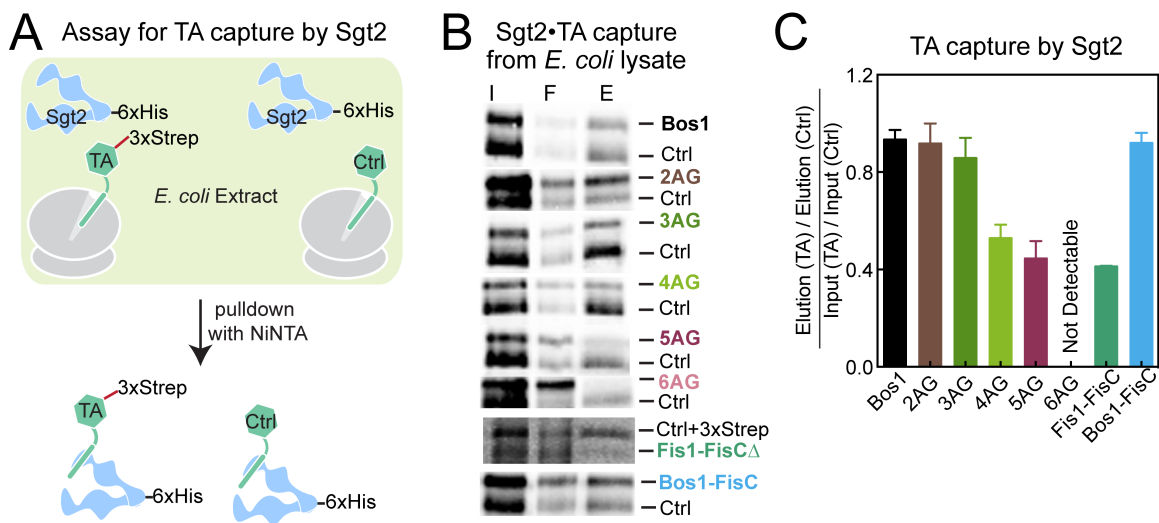 A
Assay for TA capture by Sgt2
Sgt2
6xHis
3xStrep
TA
Sgt2
6xHis
Ctrl
E. coli Extract
pulldown
with NiNTA
3xStrep
TA
6xHis
Ctrl
6xHis
B
Sgt2•TA capture
from E. coli lysate
I F E
Bos1
Ctrl
2AG
Ctrl
3AG
Ctrl
4AG
Ctrl
5AG
Ctrl
6AG
Ctrl
Ctrl+3xStrep
Fis1-FisCΔ
Bos1-FisC
Ctrl
C
TA capture by Sgt2
Elution (TA) / Elution (Ctrl)
Input (TA) / Input (Ctrl)
1.2
0.8
0.4
0.0
Not Detectable
Bos1
2AG
3AG
4AG
5AG
6AG
Fis1-FisC
Bos1-FisC